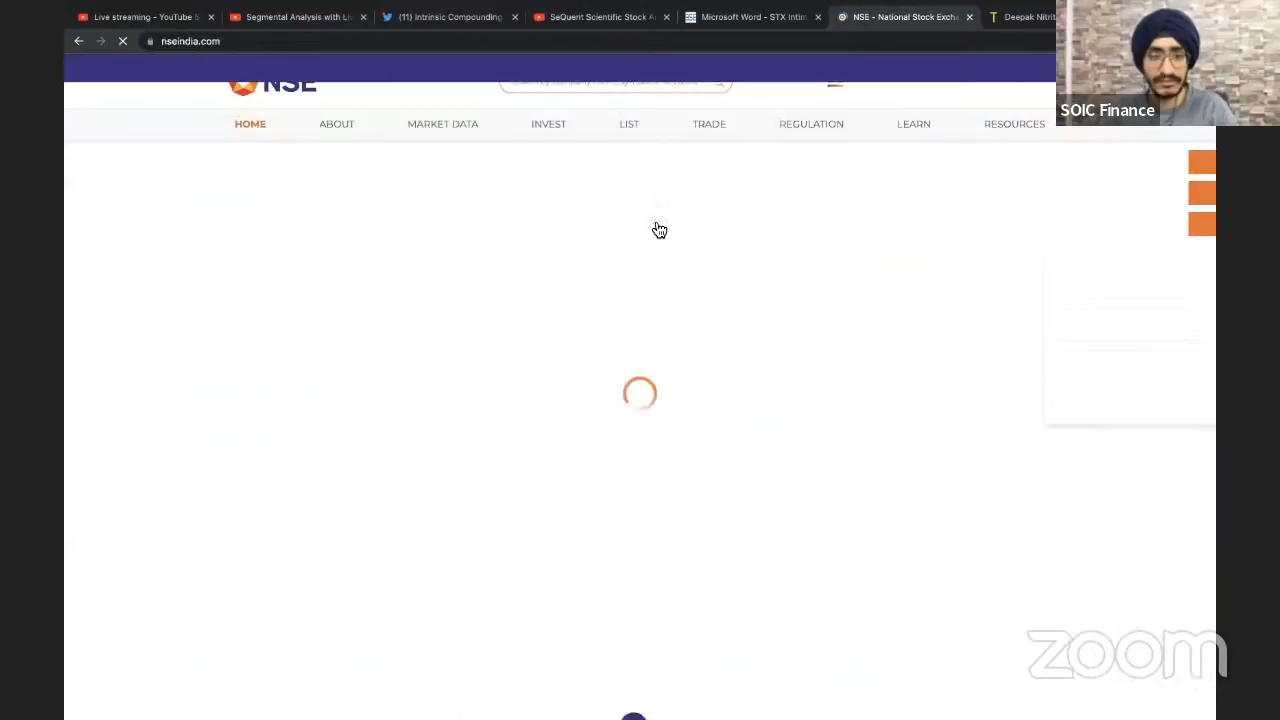 Live streaming - YouTube S
Segmental Analysis with Li
(11) Intrinsic Compounding
SeQuent Scientific Stock A
Microsoft Word - STX Intim
NSE - National Stock Excha
Deepak Nitrit
nseindia.com
NSE
HOME
ABOUT
MARKET DATA
INVEST
LIST
TRADE
REGULATION
LEARN
RESOURCES
SOIC Finance
zoom